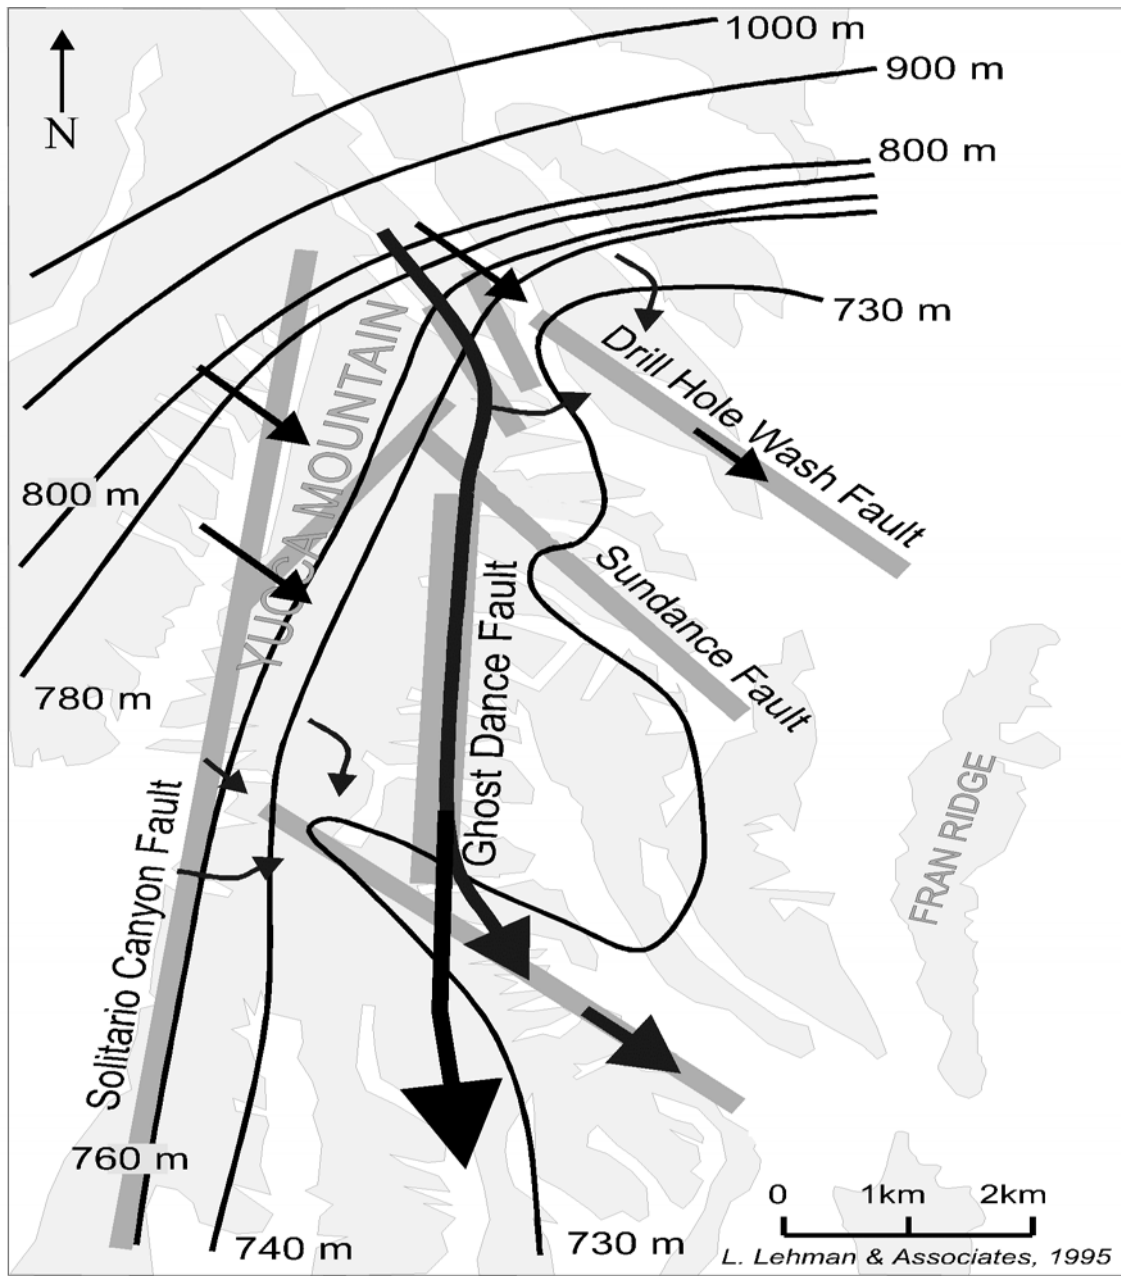 1000 m
900 m
N
800 m
730 m
Drill Hole Wash Fault
YUCCA MOUNTAIN
800 m
Sundance Fault
Ghost Dance Fault
780 m
FRAN RIDGE
Solitario Canyon Fault
760 m
0 1km 2km
740 m
730 m
L. Lehman & Associates, 1995